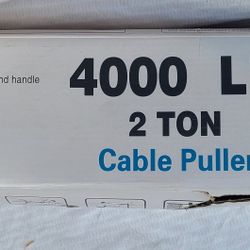 nd handle
4000 L
2 TON
Cable Puller